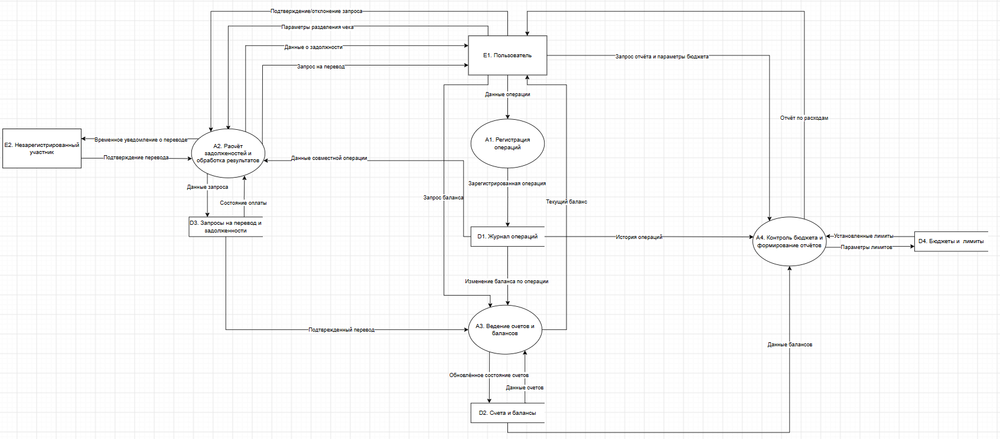 Подтверждение/отклонение запроса
Параметры разделения чека
Данные о задолжности
Запрос на перевод
E1. Пользователь
Запрос отчёта и параметры бюджета
Данные операции
Отчёт по расходам
E2. Незарегистрированный
участник
Временное уведомление о переводе
Подтверждение перевода
A2. Расчёт
задолженостей и
обработка результатов
A1. Регистрация
операций
Данные совместной операции
Данные запроса
Состояние оплаты
Зарегистрированная операция
Запрос баланса
Текущий баланс
D3. Запросы на перевод и
задолженности
D1. Журнал операций
История операций
A4. Контроль бюджета и
формирование отчётов
Установленные лимиты
Параметры лимитов
D4. Бюджеты и лимиты
Изменение баланса по операции
Подтврежденный перевод
A3. Ведение счетов и
балансов
Данные балансов
Обновлённое состояние счетов
Данные счетов
D2. Счета и балансы